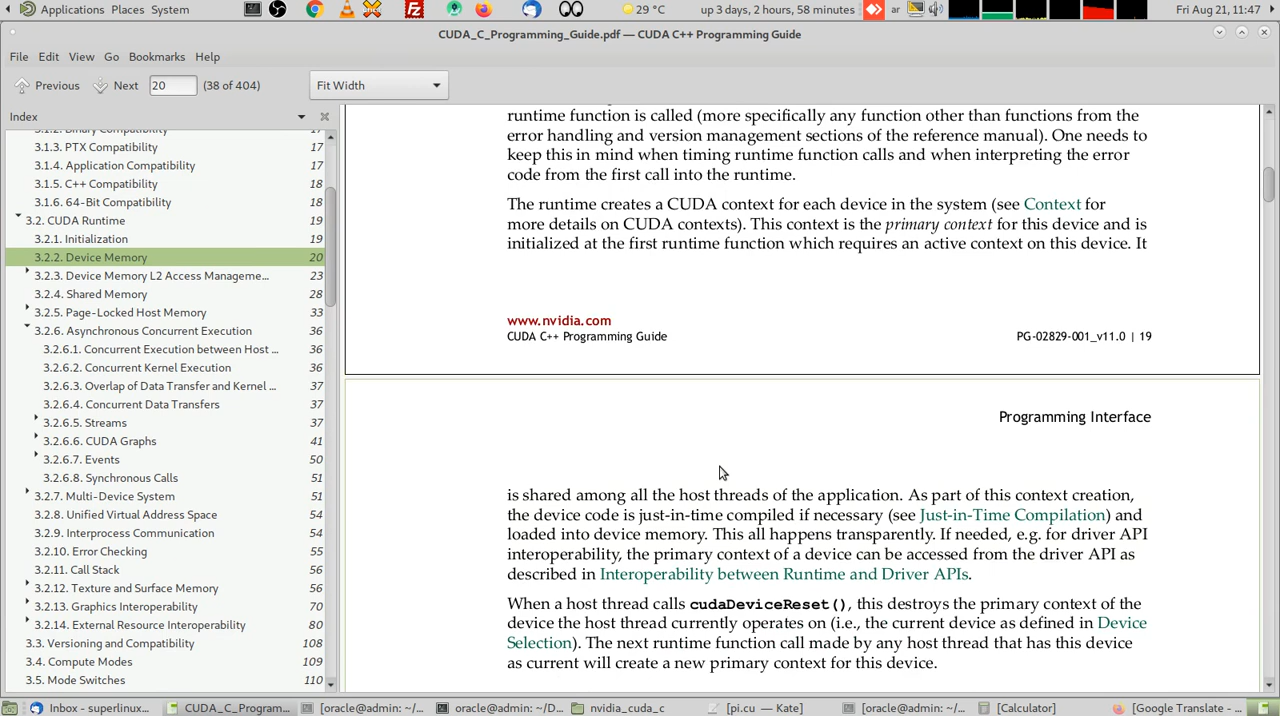 Applications Places System
29 °C
up 3 days, 2 hours, 58 minutes
ar
Fri Aug 21, 11:47
CUDA_C_Programming_Guide.pdf — CUDA C++ Programming Guide
File Edit View Go Bookmarks Help
Previous Next 20 (38 of 404) Fit Width
Index
3.1.2. Binary Compatibility 17
3.1.3. PTX Compatibility 17
3.1.4. Application Compatibility 17
3.1.5. C++ Compatibility 18
3.1.6. 64-Bit Compatibility 18
3.2. CUDA Runtime 19
3.2.1. Initialization 19
3.2.2. Device Memory 20
3.2.3. Device Memory L2 Access Manageme... 23
3.2.4. Shared Memory 28
3.2.5. Page-Locked Host Memory 33
3.2.6. Asynchronous Concurrent Execution 36
3.2.6.1. Concurrent Execution between Host ... 36
3.2.6.2. Concurrent Kernel Execution 36
3.2.6.3. Overlap of Data Transfer and Kernel ... 37
3.2.6.4. Concurrent Data Transfers 37
3.2.6.5. Streams 37
3.2.6.6. CUDA Graphs 41
3.2.6.7. Events 50
3.2.6.8. Synchronous Calls 51
3.2.7. Multi-Device System 51
3.2.8. Unified Virtual Address Space 54
3.2.9. Interprocess Communication 54
3.2.10. Error Checking 55
3.2.11. Call Stack 56
3.2.12. Texture and Surface Memory 56
3.2.13. Graphics Interoperability 70
3.2.14. External Resource Interoperability 80
3.3. Versioning and Compatibility 108
3.4. Compute Modes 109
3.5. Mode Switches 110
runtime function is called (more specifically any function other than functions from the
error handling and version management sections of the reference manual). One needs to
keep this in mind when timing runtime function calls and when interpreting the error
code from the first call into the runtime.
The runtime creates a CUDA context for each device in the system (see Context for
more details on CUDA contexts). This context is the primary context for this device and is
initialized at the first runtime function which requires an active context on this device. It
www.nvidia.com
CUDA C++ Programming Guide PG-02829-001_v11.0 | 19
Programming Interface
is shared among all the host threads of the application. As part of this context creation,
the device code is just-in-time compiled if necessary (see Just-in-Time Compilation) and
loaded into device memory. This all happens transparently. If needed, e.g. for driver API
interoperability, the primary context of a device can be accessed from the driver API as
described in Interoperability between Runtime and Driver APIs.
When a host thread calls cudaDeviceReset(), this destroys the primary context of the
device the host thread currently operates on (i.e., the current device as defined in Device
Selection). The next runtime function call made by any host thread that has this device
as current will create a new primary context for this device.
Inbox - superlinux... CUDA_C_Program... [oracle@admin: ~/... oracle@admin: ~/D... nvidia_cuda_c [pi.cu — Kate] [oracle@admin: ~/... [Calculator] [Google Translate - ...